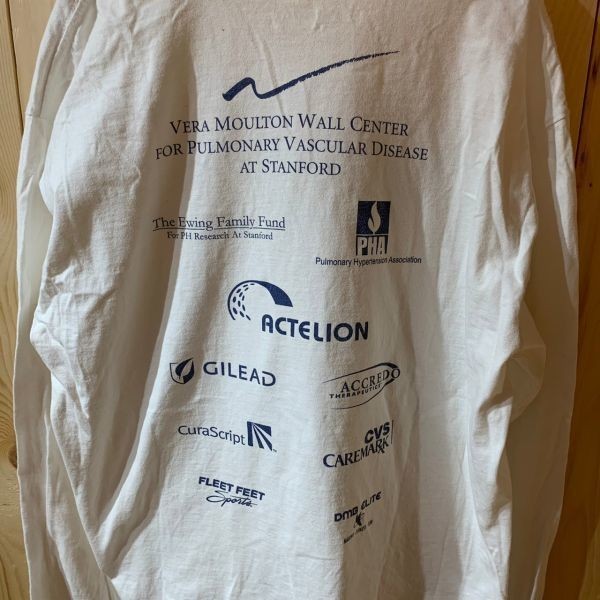 VERA MOULTON WALL CENTER
FOR PULMONARY VASCULAR DISEASE
AT STANFORD
The Ewing Family Fund
For PH Research At Stanford
PHA
Pulmonary Hypertension Association
ACTELION
GILEAD
ACCREDO
THERAPEUTICS
CuraScript™
CVS
CAREMARK
FLEET FEET
Sports
DMB ELITE